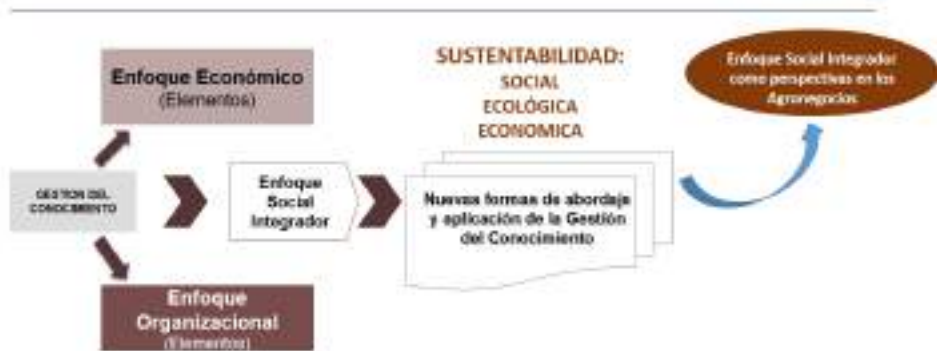 Enfoque Económico
(Elementos)
GESTION DEL
CONOCIMIENTO
Enfoque
Organizacional
(Elementos)
Enfoque
Social
Integrador
SUSTENTABILIDAD:
SOCIAL
ECOLÓGICA
ECONOMICA
Nuevas formas de abordaje
y aplicación de la Gestión
del Conocimiento
Enfoque Social Integrador
como perspectivas en los
Agronegocios